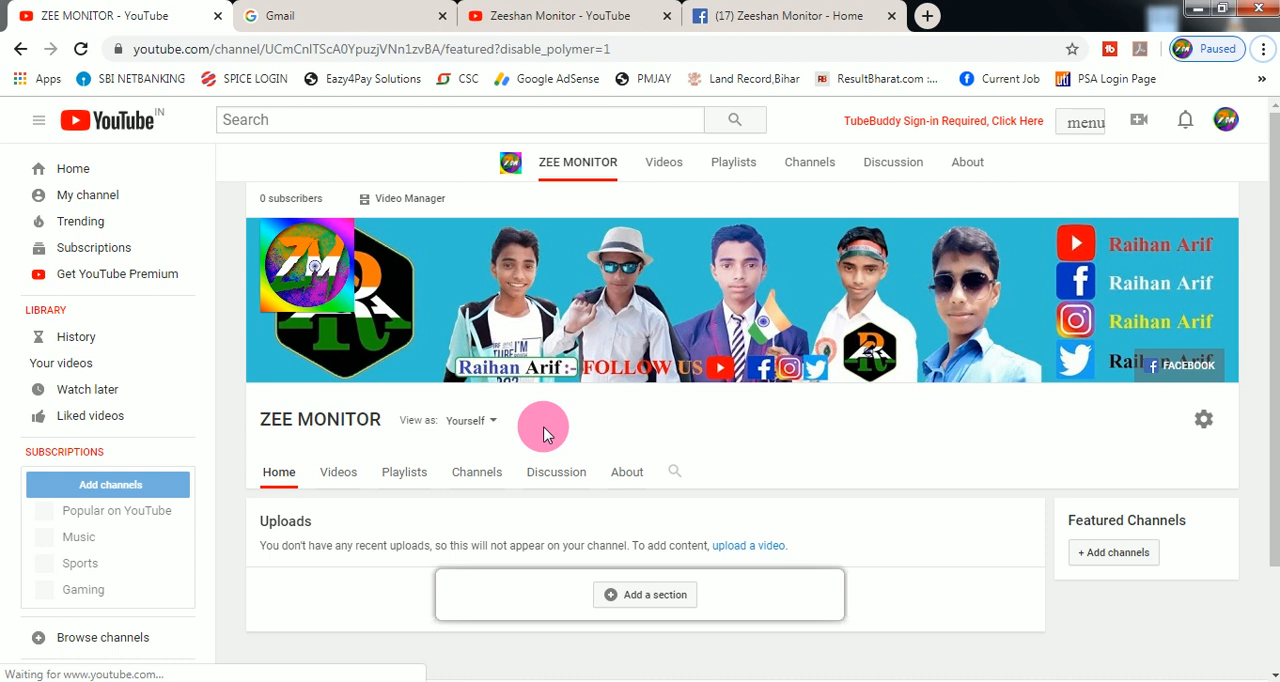 ZEE MONITOR - YouTube
Gmail
Zeeshan Monitor - YouTube
(17) Zeeshan Monitor - Home
youtube.com/channel/UCmCnITScA0YpuzjVNn1zvBA/featured?disable_polymer=1
Paused
Apps
SBI NETBANKING
SPICE LOGIN
Eazy4Pay Solutions
CSC
Google AdSense
PMJAY
Land Record,Bihar
ResultBharat.com :...
Current Job
PSA Login Page
»
YouTube IN
Search
TubeBuddy Sign-in Required, Click Here
menu
ZEE MONITOR
Videos
Playlists
Channels
Discussion
About
Home
My channel
Trending
Subscriptions
Get YouTube Premium
LIBRARY
History
Your videos
Watch later
Liked videos
SUBSCRIPTIONS
Add channels
Popular on YouTube
Music
Sports
Gaming
Browse channels
0 subscribers
Video Manager
ZM
Raihan Arif :- FOLLOW US
Raihan Arif
Raihan Arif
Raihan Arif
FACEBOOK
ZEE MONITOR
View as: Yourself
Home
Videos
Playlists
Channels
Discussion
About
Uploads
You don't have any recent uploads, so this will not appear on your channel. To add content, upload a video.
Add a section
Featured Channels
+ Add channels
Waiting for www.youtube.com...